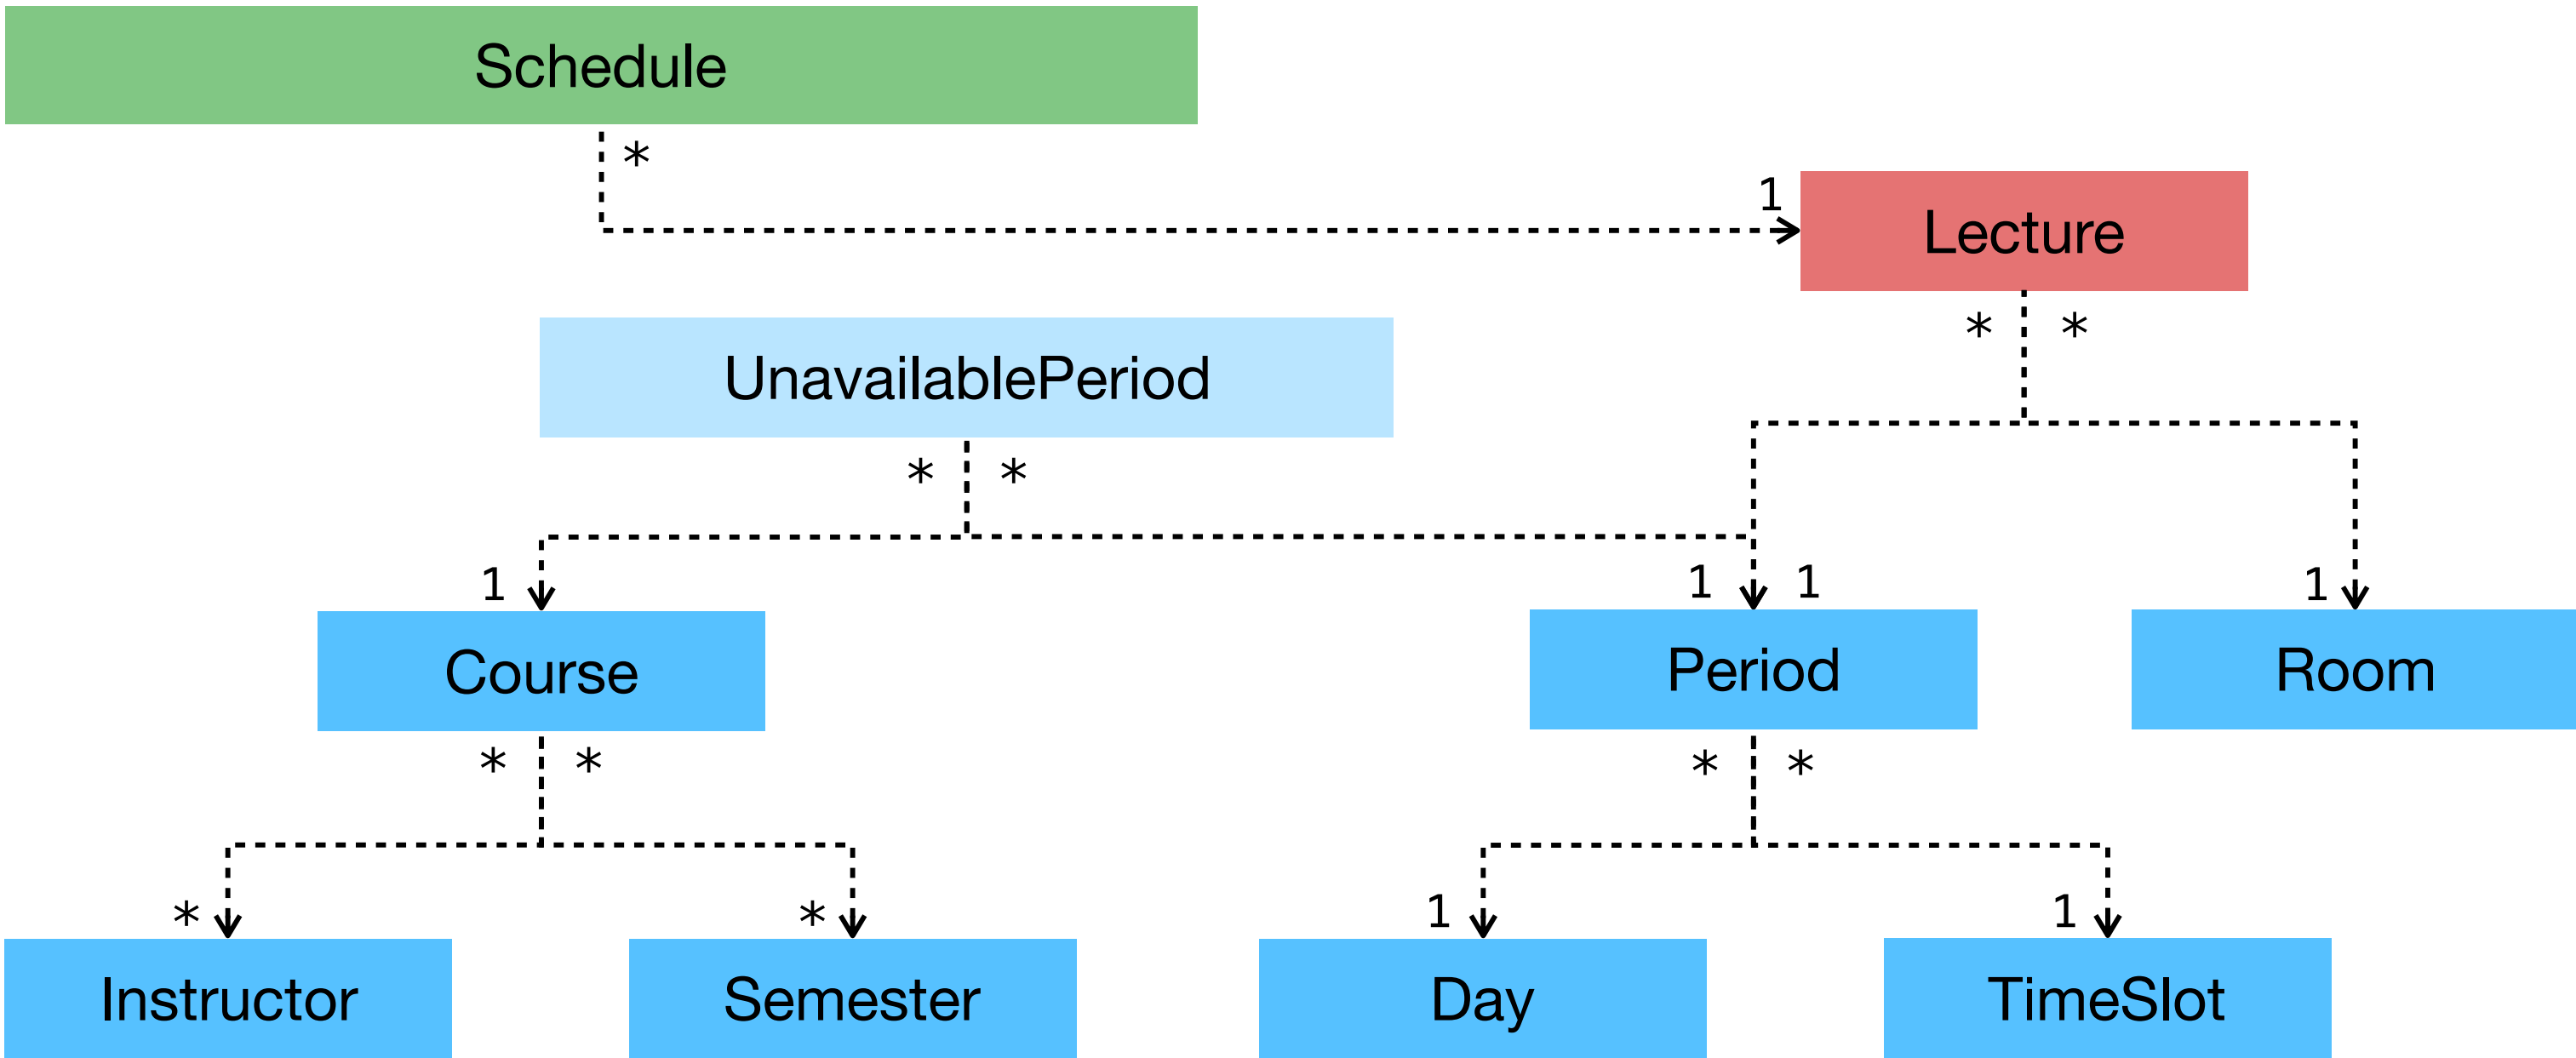 Schedule
*
1
Lecture
* *
UnavailablePeriod
* *
1
1 1
1
Course
Period
Room
* *
* *
*
*
1
1
Instructor
Semester
Day
TimeSlot